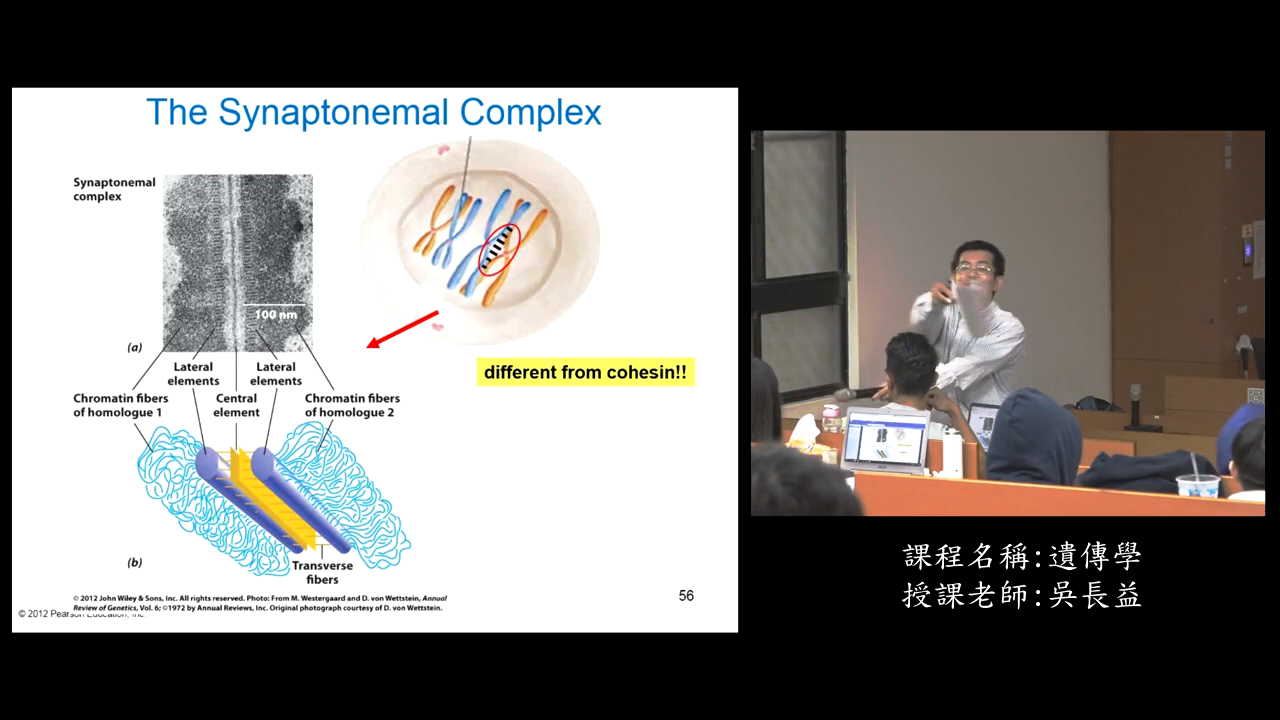 The Synaptonemal Complex
Synaptonemal
complex
100 nm
(a)
Lateral
elements
Lateral
elements
Chromatin fibers
of homologue 1
Central
element
Chromatin fibers
of homologue 2
different from cohesin!!
(b)
Transverse
fibers
© 2012 John Wiley & Sons, Inc. All rights reserved. Photo: From M. Westergaard and D. von Wettstein, Annual
Review of Genetics, Vol. 6; ©1972 by Annual Reviews, Inc. Original photograph courtesy of D. von Wettstein.
© 2012 Pearson Education, Inc.
56
課程名稱:遺傳學
授課老師:吳長益